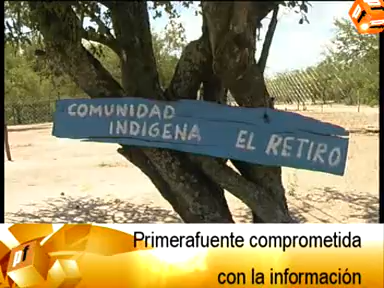 COMUNIDAD
INDIGENA EL RETIRO
Primerafuente comprometida
con la información